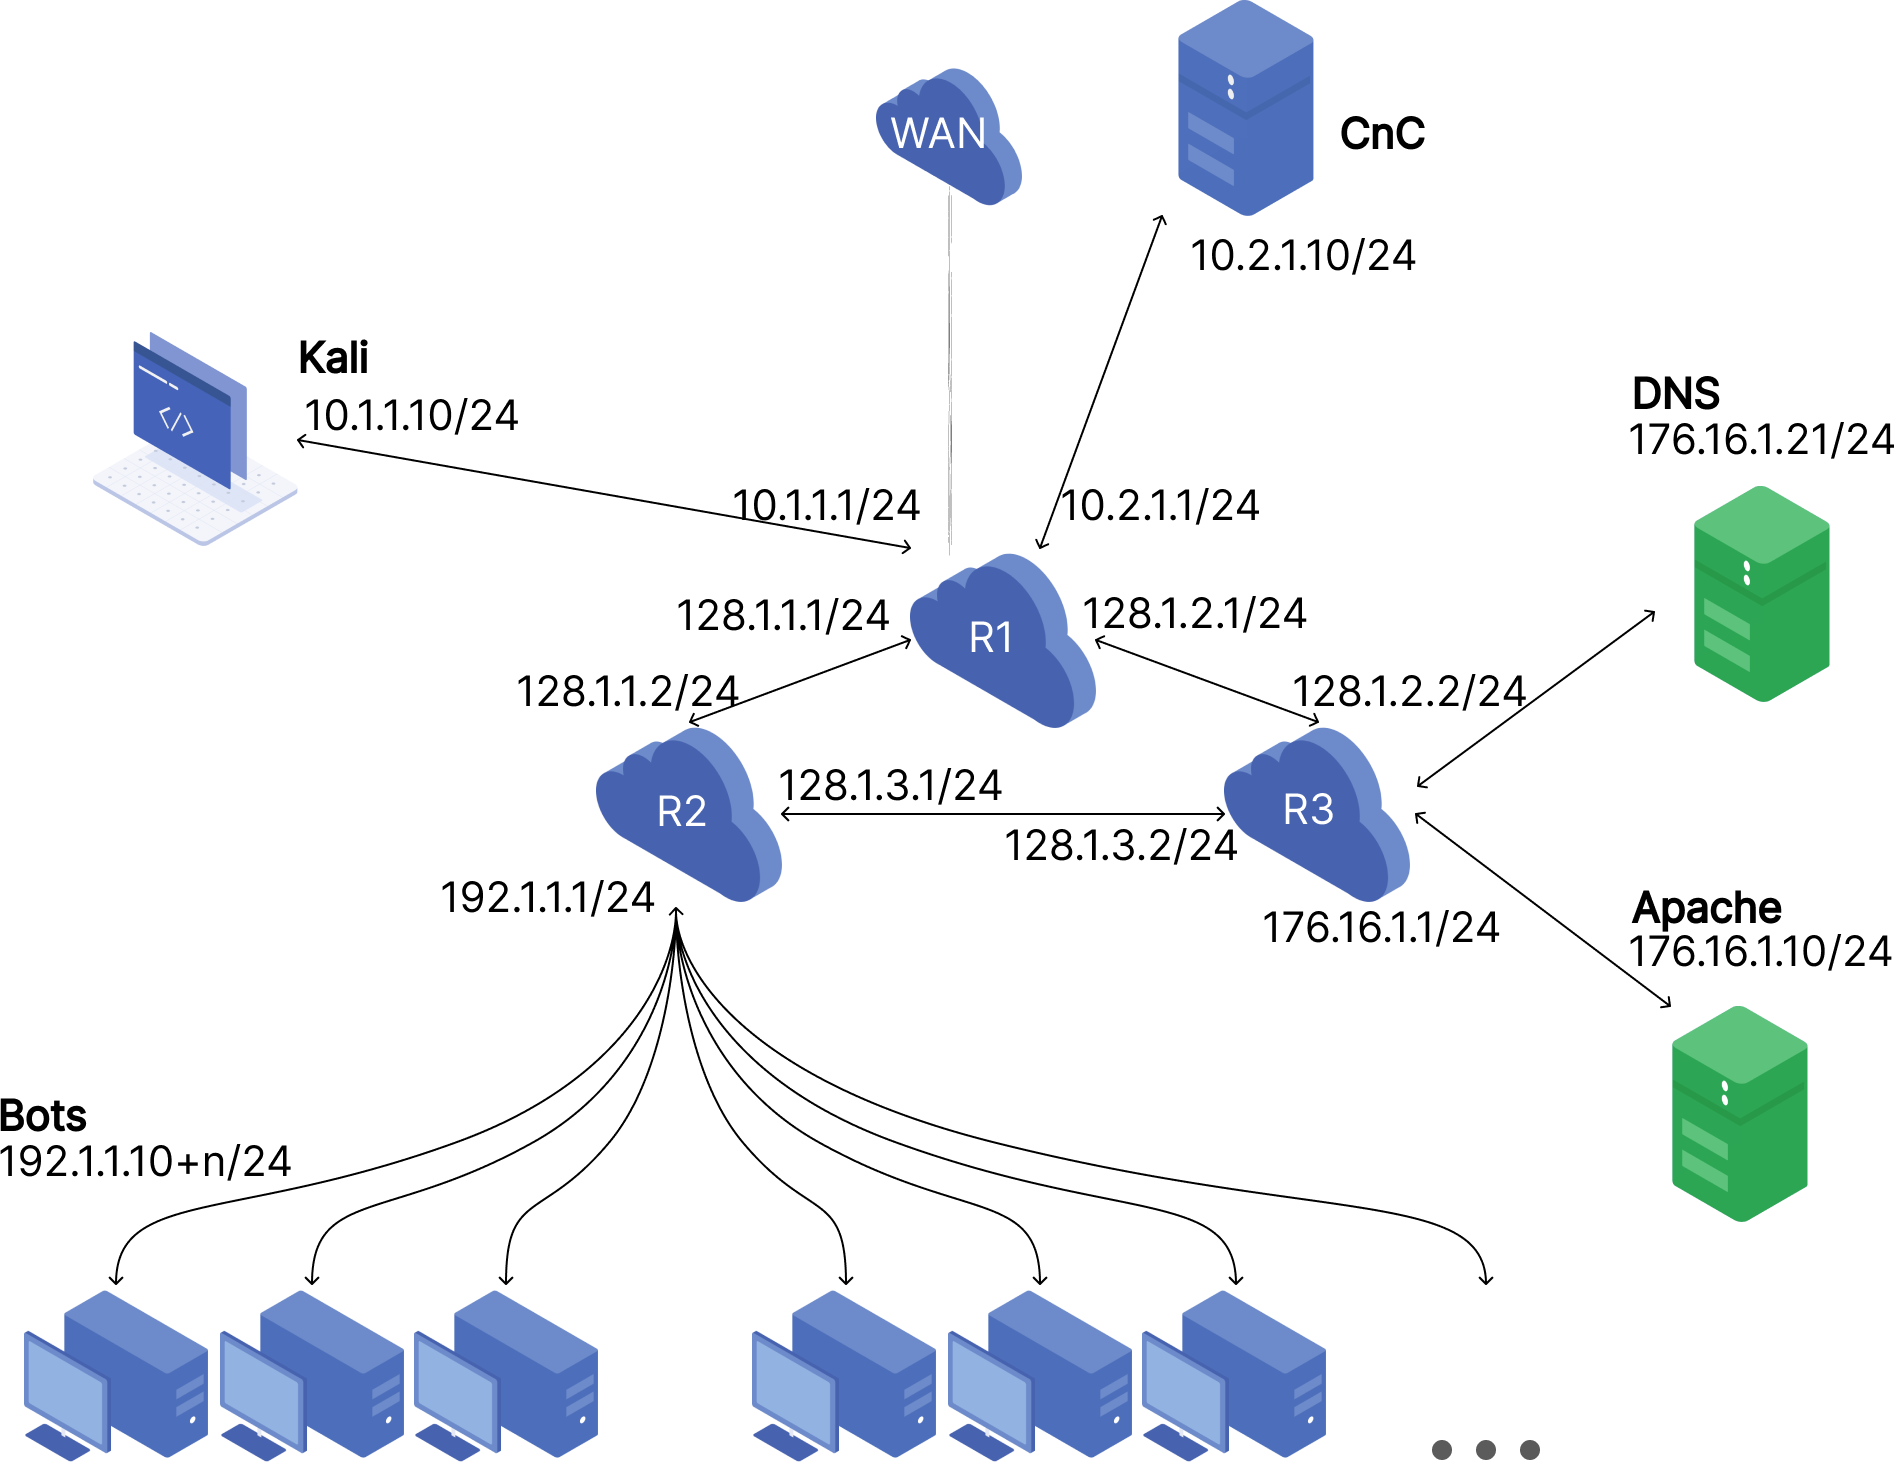 WAN
CnC
10.2.1.10/24
Kali
10.1.1.10/24
DNS
176.16.1.21/24
10.1.1.1/24
10.2.1.1/24
128.1.1.1/24
R1
128.1.2.1/24
128.1.1.2/24
128.1.2.2/24
R2
128.1.3.1/24
R3
128.1.3.2/24
192.1.1.1/24
176.16.1.1/24
Apache
176.16.1.10/24
Bots
192.1.1.10+n/24